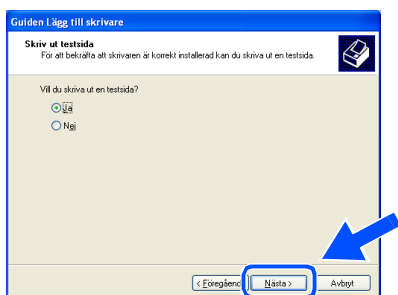 Guiden Lägg till skrivare
Skriv ut testsida
För att bekräfta att skrivaren är korrekt installerad kan du skriva ut en testsida.
Vill du skriva ut en testsida?
Ja
Nej
< Föregåend
Nästa >
Avbryt